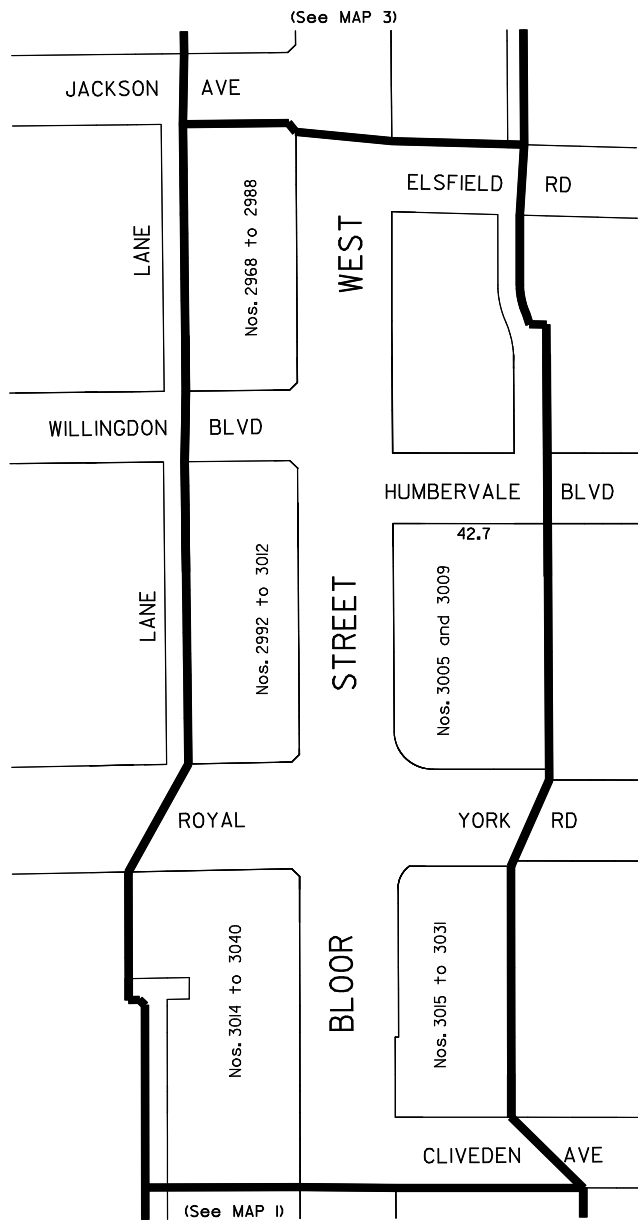 (See MAP 3)
JACKSON AVE
ELSFIELD RD
LANE
Nos. 2968 to 2988
WEST
WILLINGDON BLVD
HUMBERVALE BLVD
42.7
LANE
Nos. 2992 to 3012
STREET
Nos. 3005 and 3009
ROYAL YORK RD
Nos. 3014 to 3040
BLOOR
Nos. 3015 to 3031
CLIVEDEN AVE
(See MAP 1)